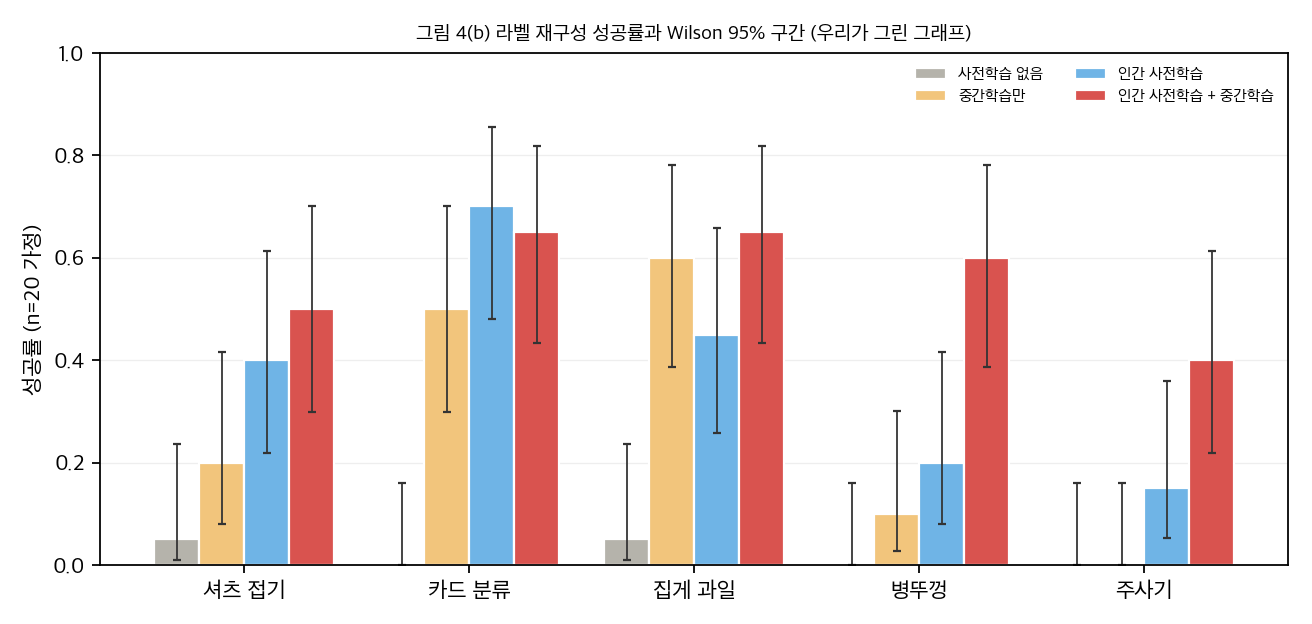 그림 4(b) 라벨 재구성 성공률과 Wilson 95% 구간 (우리가 그린 그래프)
사전학습 없음
중간학습만
인간 사전학습
인간 사전학습 + 중간학습
성공률 (n=20 가정)
1.0
0.8
0.6
0.4
0.2
0.0
셔츠 접기
카드 분류
집게 과일
병뚜껑
주사기